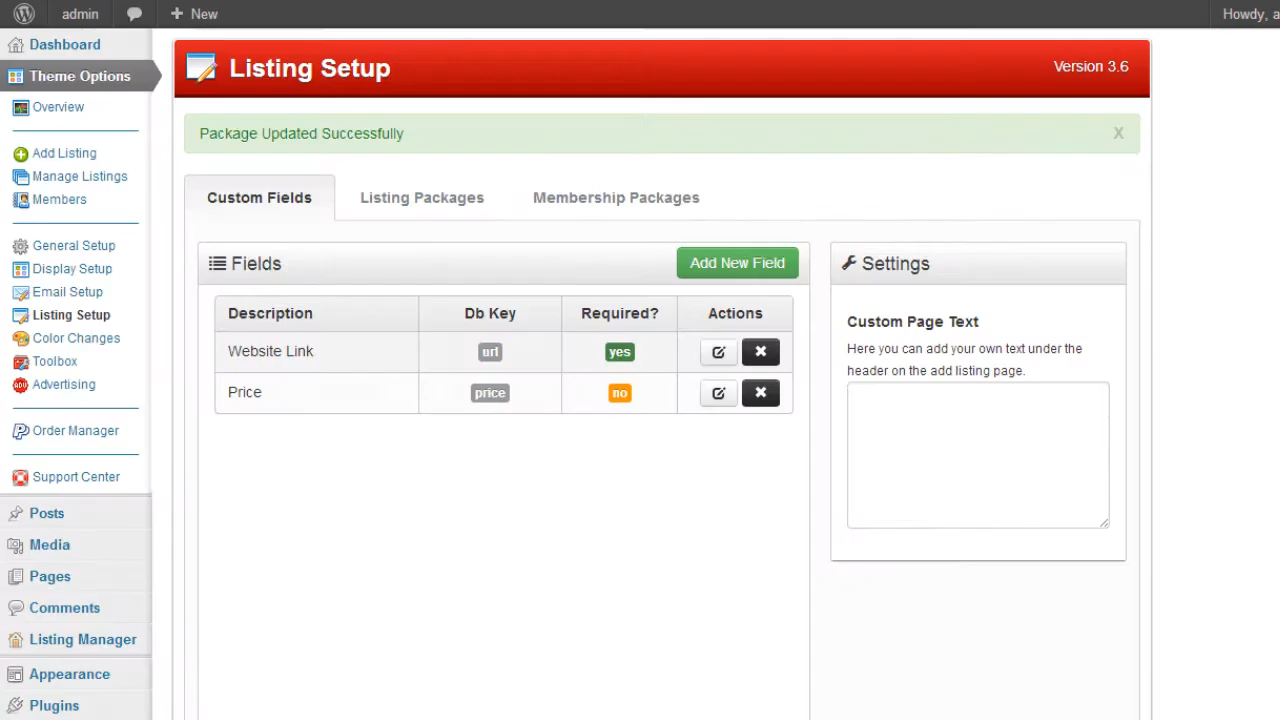 admin
New
Howdy, a
Dashboard
Theme Options
Overview
Add Listing
Manage Listings
Members
General Setup
Display Setup
Email Setup
Listing Setup
Color Changes
Toolbox
ADV
Advertising
Order Manager
Support Center
Posts
Media
Pages
Comments
Listing Manager
Appearance
Plugins
Listing Setup
Version 3.6
Package Updated Successfully
X
Custom Fields
Listing Packages
Membership Packages
Fields
Add New Field
Description Db Key Required? Actions
Website Link url yes
Price price no
Settings
Custom Page Text
Here you can add your own text under the
header on the add listing page.